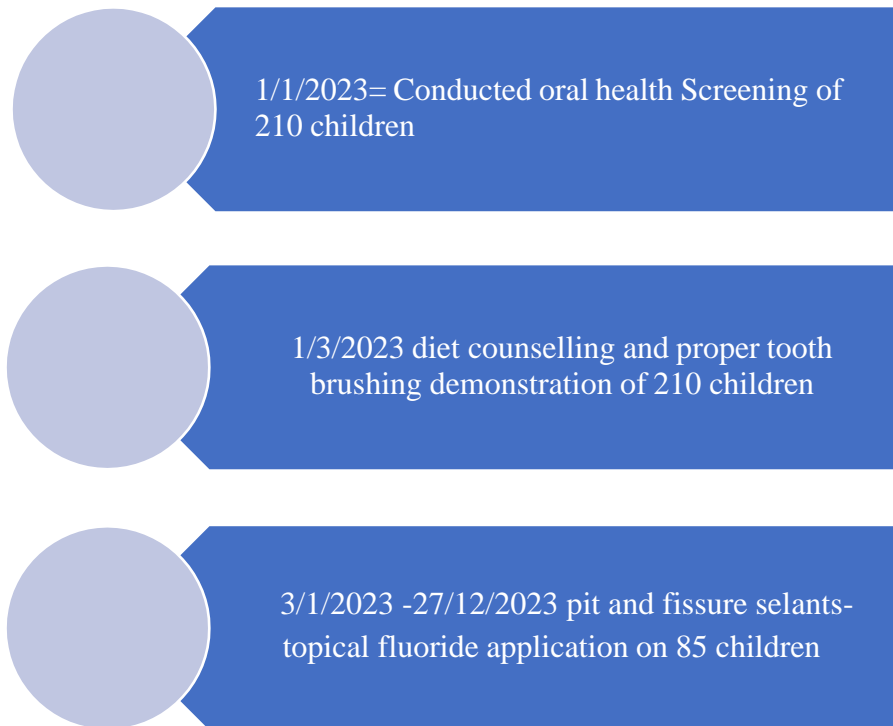 1/1/2023= Conducted oral health Screening of
210 children
1/3/2023 diet counselling and proper tooth
brushing demonstration of 210 children
3/1/2023 -27/12/2023 pit and fissure selants-
topical fluoride application on 85 children